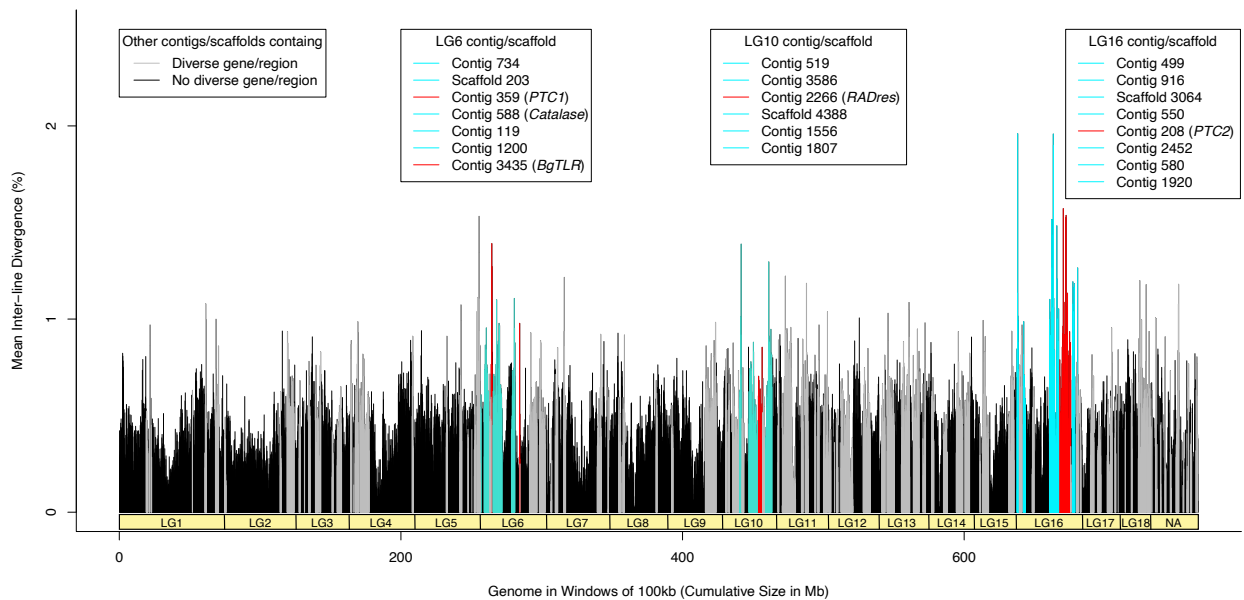 Other contigs/scaffolds containg
Diverse gene/region
No diverse gene/region
LG6 contig/scaffold
Contig 734
Scaffold 203
Contig 359 (PTC1)
Contig 588 (Catalase)
Contig 119
Contig 1200
Contig 3435 (BgTLR)
LG10 contig/scaffold
Contig 519
Contig 3586
Contig 2266 (RADres)
Scaffold 4388
Contig 1556
Contig 1807
LG16 contig/scaffold
Contig 499
Contig 916
Scaffold 3064
Contig 550
Contig 208 (PTC2)
Contig 2452
Contig 580
Contig 1920
Mean Inter-line Divergence (%)
2
1
0
LG1 LG2 LG3 LG4 LG5 LG6 LG7 LG8 LG9 LG10 LG11 LG12 LG13 LG14 LG15 LG16 LG17 LG18 NA
0 200 400 600
Genome in Windows of 100kb (Cumulative Size in Mb)